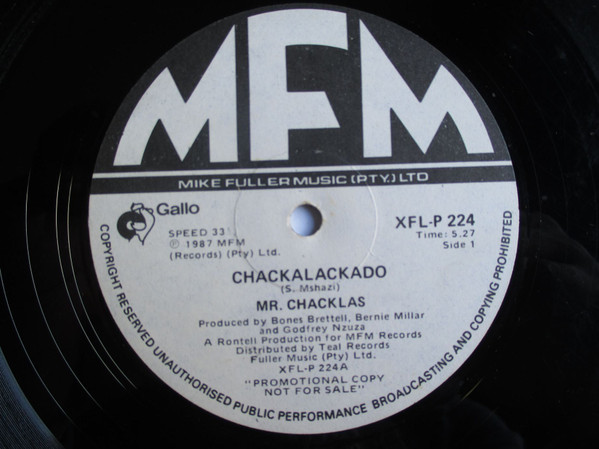 MFM
MIKE FULLER MUSIC (PTY.) LTD
Gallo
SPEED 33⅓
℗ 1987 MFM
(Records) (Pty) Ltd.
XFL-P 224
Time: 5.27
Side 1
CHACKALACKADO
(S. Mshazi)
MR. CHACKLAS
Produced by Bones Brettell, Bernie Millar
and Godfrey Nzuza
A Rontell Production for MFM Records
Distributed by Teal Records
Fuller Music (Pty) Ltd.
XFL-P 224A
"PROMOTIONAL COPY
NOT FOR SALE"
COPYRIGHT RESERVED UNAUTHORISED PUBLIC PERFORMANCE BROADCASTING AND COPYING PROHIBITED